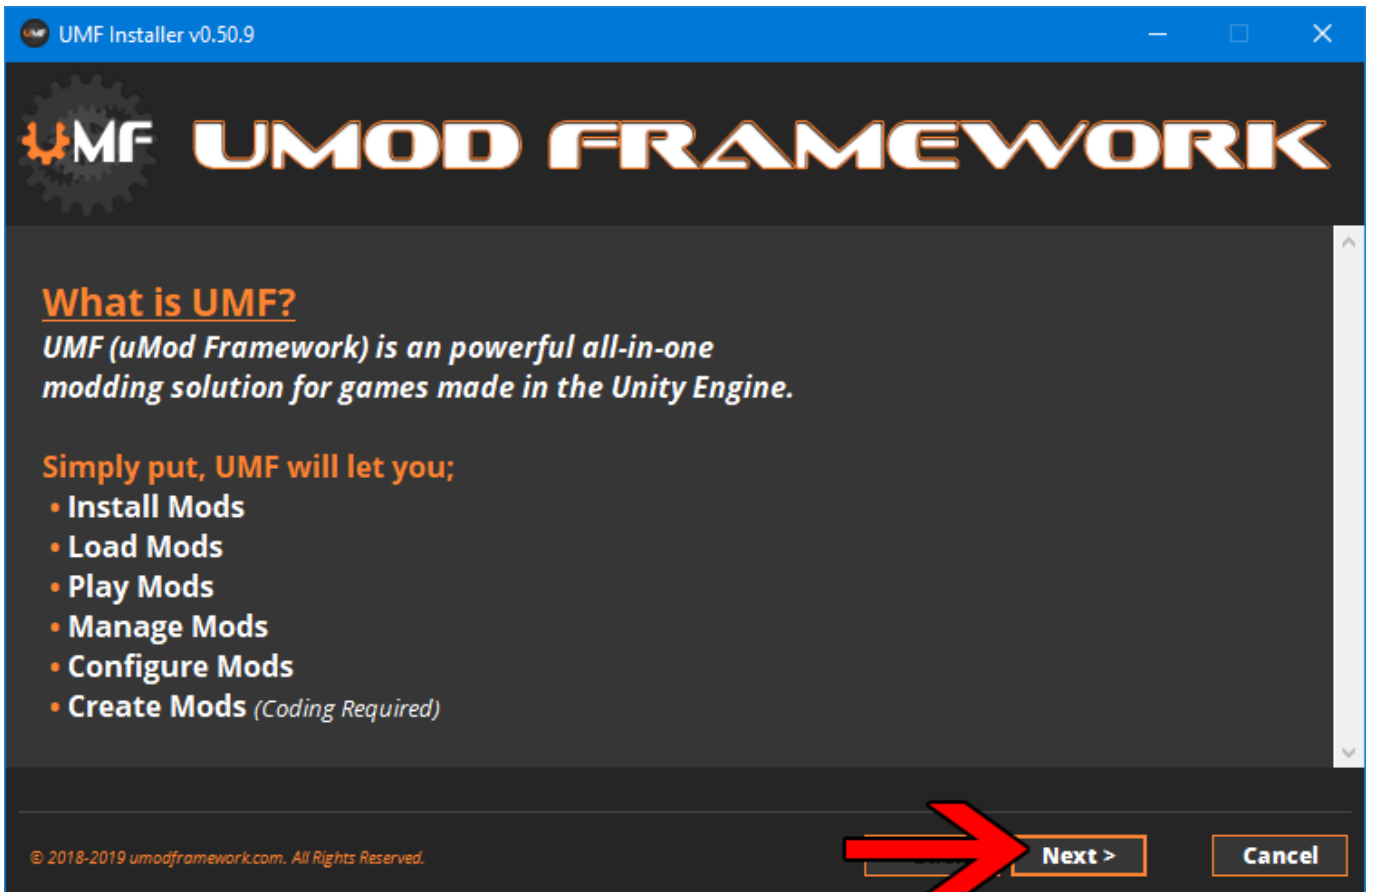 UMF Installer v0.50.9
UMF UMOD FRAMEWORK
What is UMF?
UMF (uMod Framework) is an powerful all-in-one
modding solution for games made in the Unity Engine.
Simply put, UMF will let you;
• Install Mods
• Load Mods
• Play Mods
• Manage Mods
• Configure Mods
• Create Mods (Coding Required)
© 2018-2019 umodframework.com. All Rights Reserved.
Next >
Cancel